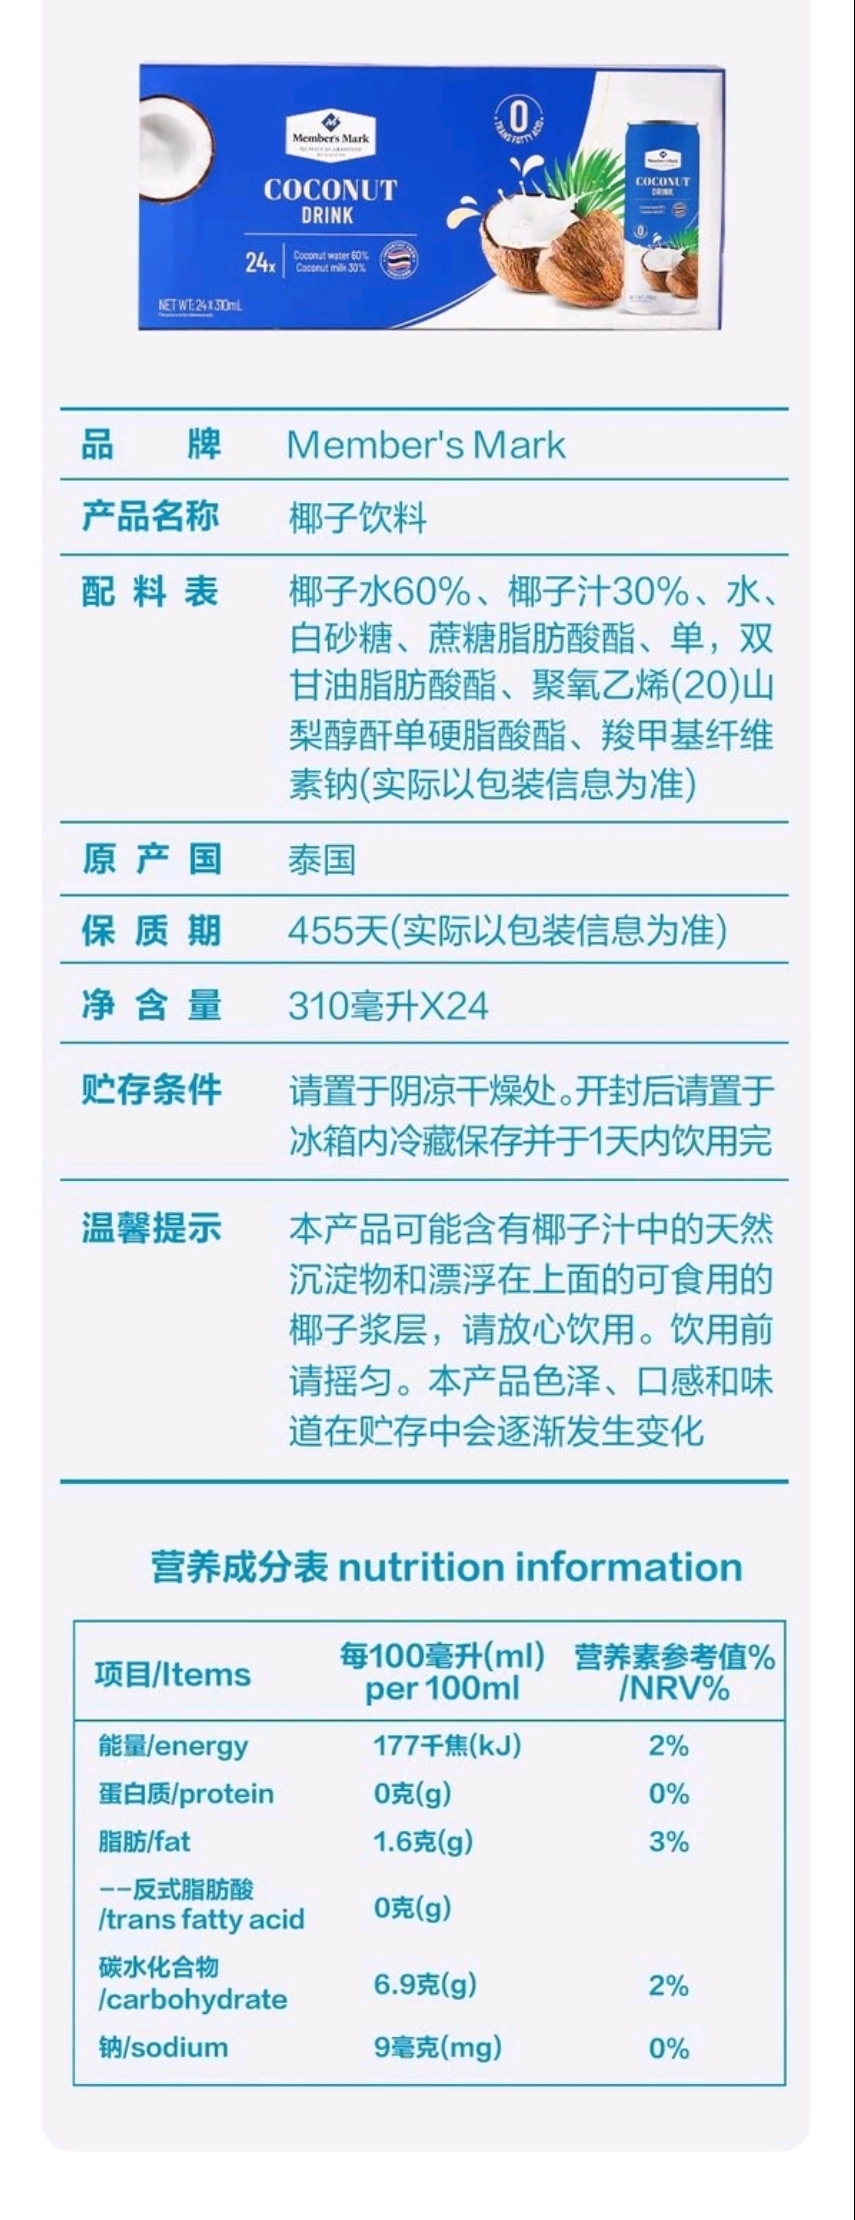 Member's Mark
COCONUT
DRINK
24x
Coconut water 60%
Coconut milk 30%
NET WT: 24 X 310mL
0
TRANS FATTY ACID
Member's Mark
COCONUT
DRINK
品牌 Member's Mark
产品名称 椰子饮料
配料表 椰子水60%、椰子汁30%、水、
白砂糖、蔗糖脂肪酸酯、单，双
甘油脂肪酸酯、聚氧乙烯(20)山
梨醇酐单硬脂酸酯、羧甲基纤维
素钠(实际以包装信息为准)
原产国 泰国
保质期 455天(实际以包装信息为准)
净含量 310毫升X24
贮存条件 请置于阴凉干燥处。开封后请置于
冰箱内冷藏保存并于1天内饮用完
温馨提示 本产品可能含有椰子汁中的天然
沉淀物和漂浮在上面的可食用的
椰子浆层，请放心饮用。饮用前
请摇匀。本产品色泽、口感和味
道在贮存中会逐渐发生变化
营养成分表 nutrition information
项目/Items 每100毫升(ml) 营养素参考值%
per 100ml /NRV%
能量/energy 177千焦(kJ) 2%
蛋白质/protein 0克(g) 0%
脂肪/fat 1.6克(g) 3%
--反式脂肪酸
/trans fatty acid 0克(g)
碳水化合物
/carbohydrate 6.9克(g) 2%
钠/sodium 9毫克(mg) 0%